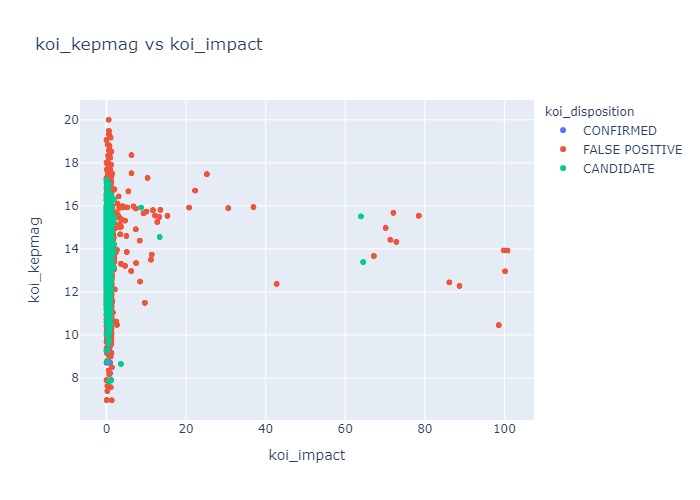 koi_kepmag vs koi_impact
koi_disposition
CONFIRMED
FALSE POSITIVE
CANDIDATE
20
18
16
14
12
10
8
koi_kepmag
0
20
40
60
80
100
koi_impact